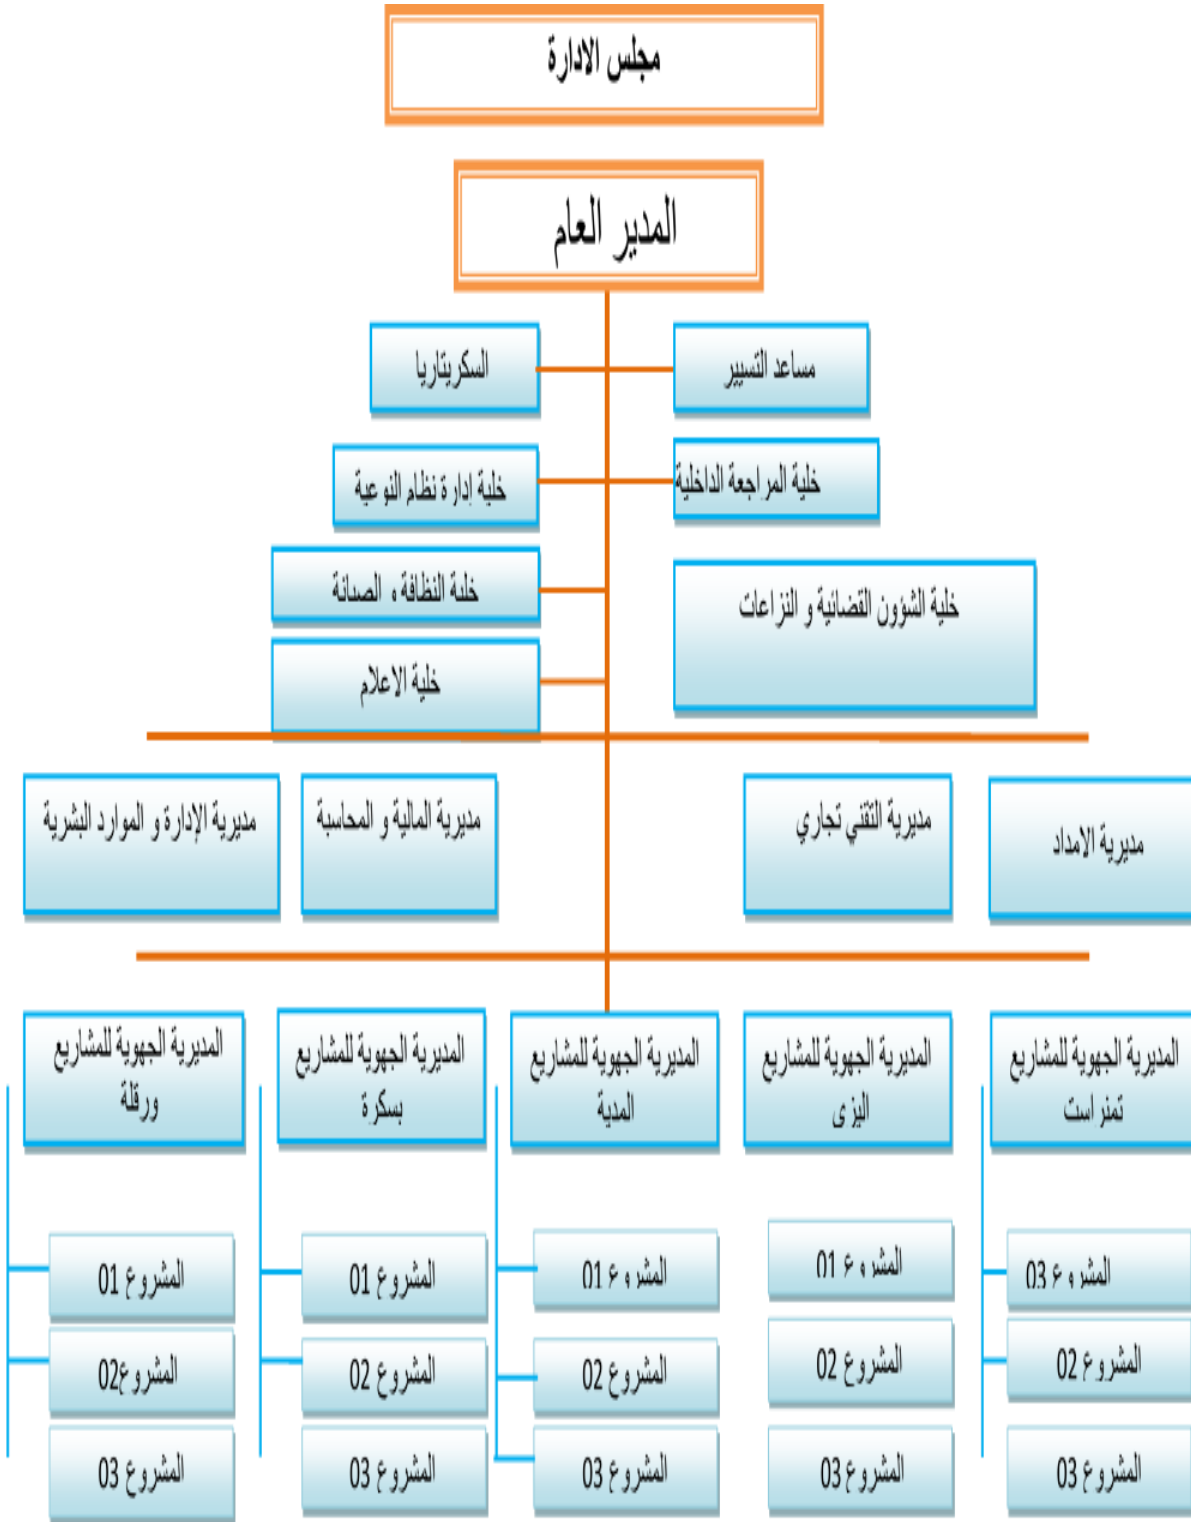 مجلس الادارة
المدير العام
مساعد التسيير
السكريتاريا
خلية المراجعة الداخلية
خلية إدارة نظام النوعية
خلية النظافة و الصيانة
خلية الشؤون القضائية و النزاعات
خلية الاعلام
مديرية الامداد
مديرية التقني تجاري
مديرية المالية و المحاسبة
مديرية الإدارة و الموارد البشرية
المديرية الجهوية للمشاريع
تمنراست
المديرية الجهوية للمشاريع
اليزى
المديرية الجهوية للمشاريع
المدية
المديرية الجهوية للمشاريع
بسكرة
المديرية الجهوية للمشاريع
ورقلة
المشروع 03
المشروع 01
المشروع 01
المشروع 01
المشروع 01
المشروع 02
المشروع 02
المشروع 02
المشروع 02
المشروع02
المشروع 03
المشروع 03
المشروع 03
المشروع 03
المشروع 03